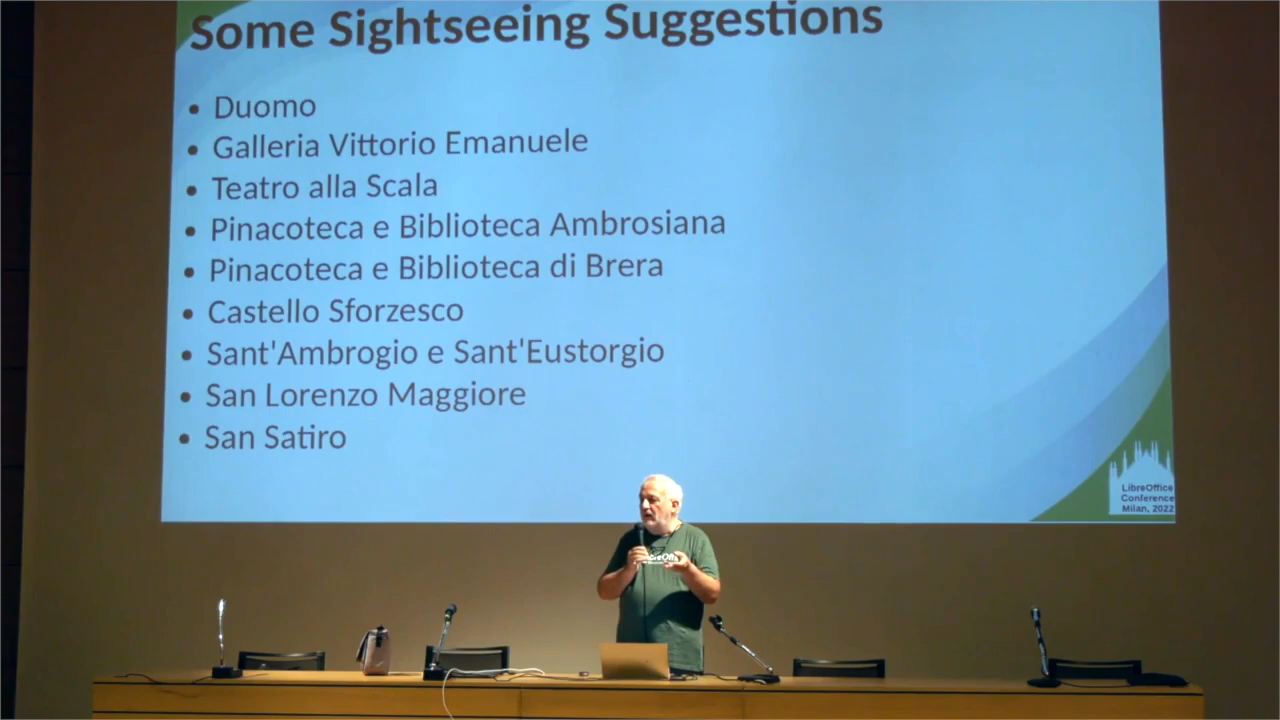 Some Sightseeing Suggestions
Duomo
Galleria Vittorio Emanuele
Teatro alla Scala
Pinacoteca e Biblioteca Ambrosiana
Pinacoteca e Biblioteca di Brera
Castello Sforzesco
Sant'Ambrogio e Sant'Eustorgio
San Lorenzo Maggiore
San Satiro
LibreOffice
Conference
Milan, 2022